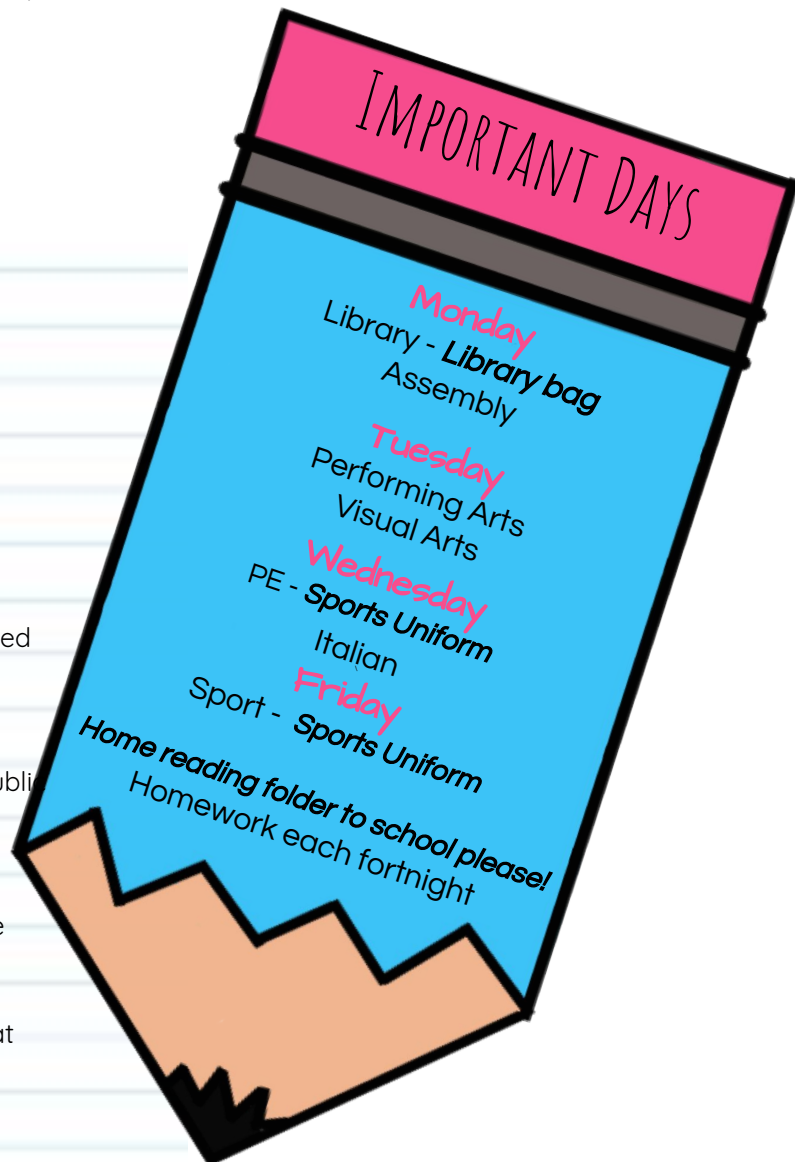 IMPORTANT DAYS
Monday
Library - Library bag
Assembly
Tuesday
Performing Arts
Visual Arts
Wednesday
PE - Sports Uniform
Italian
Friday
Sport - Sports Uniform
Home reading folder to school please!
Homework each fortnight